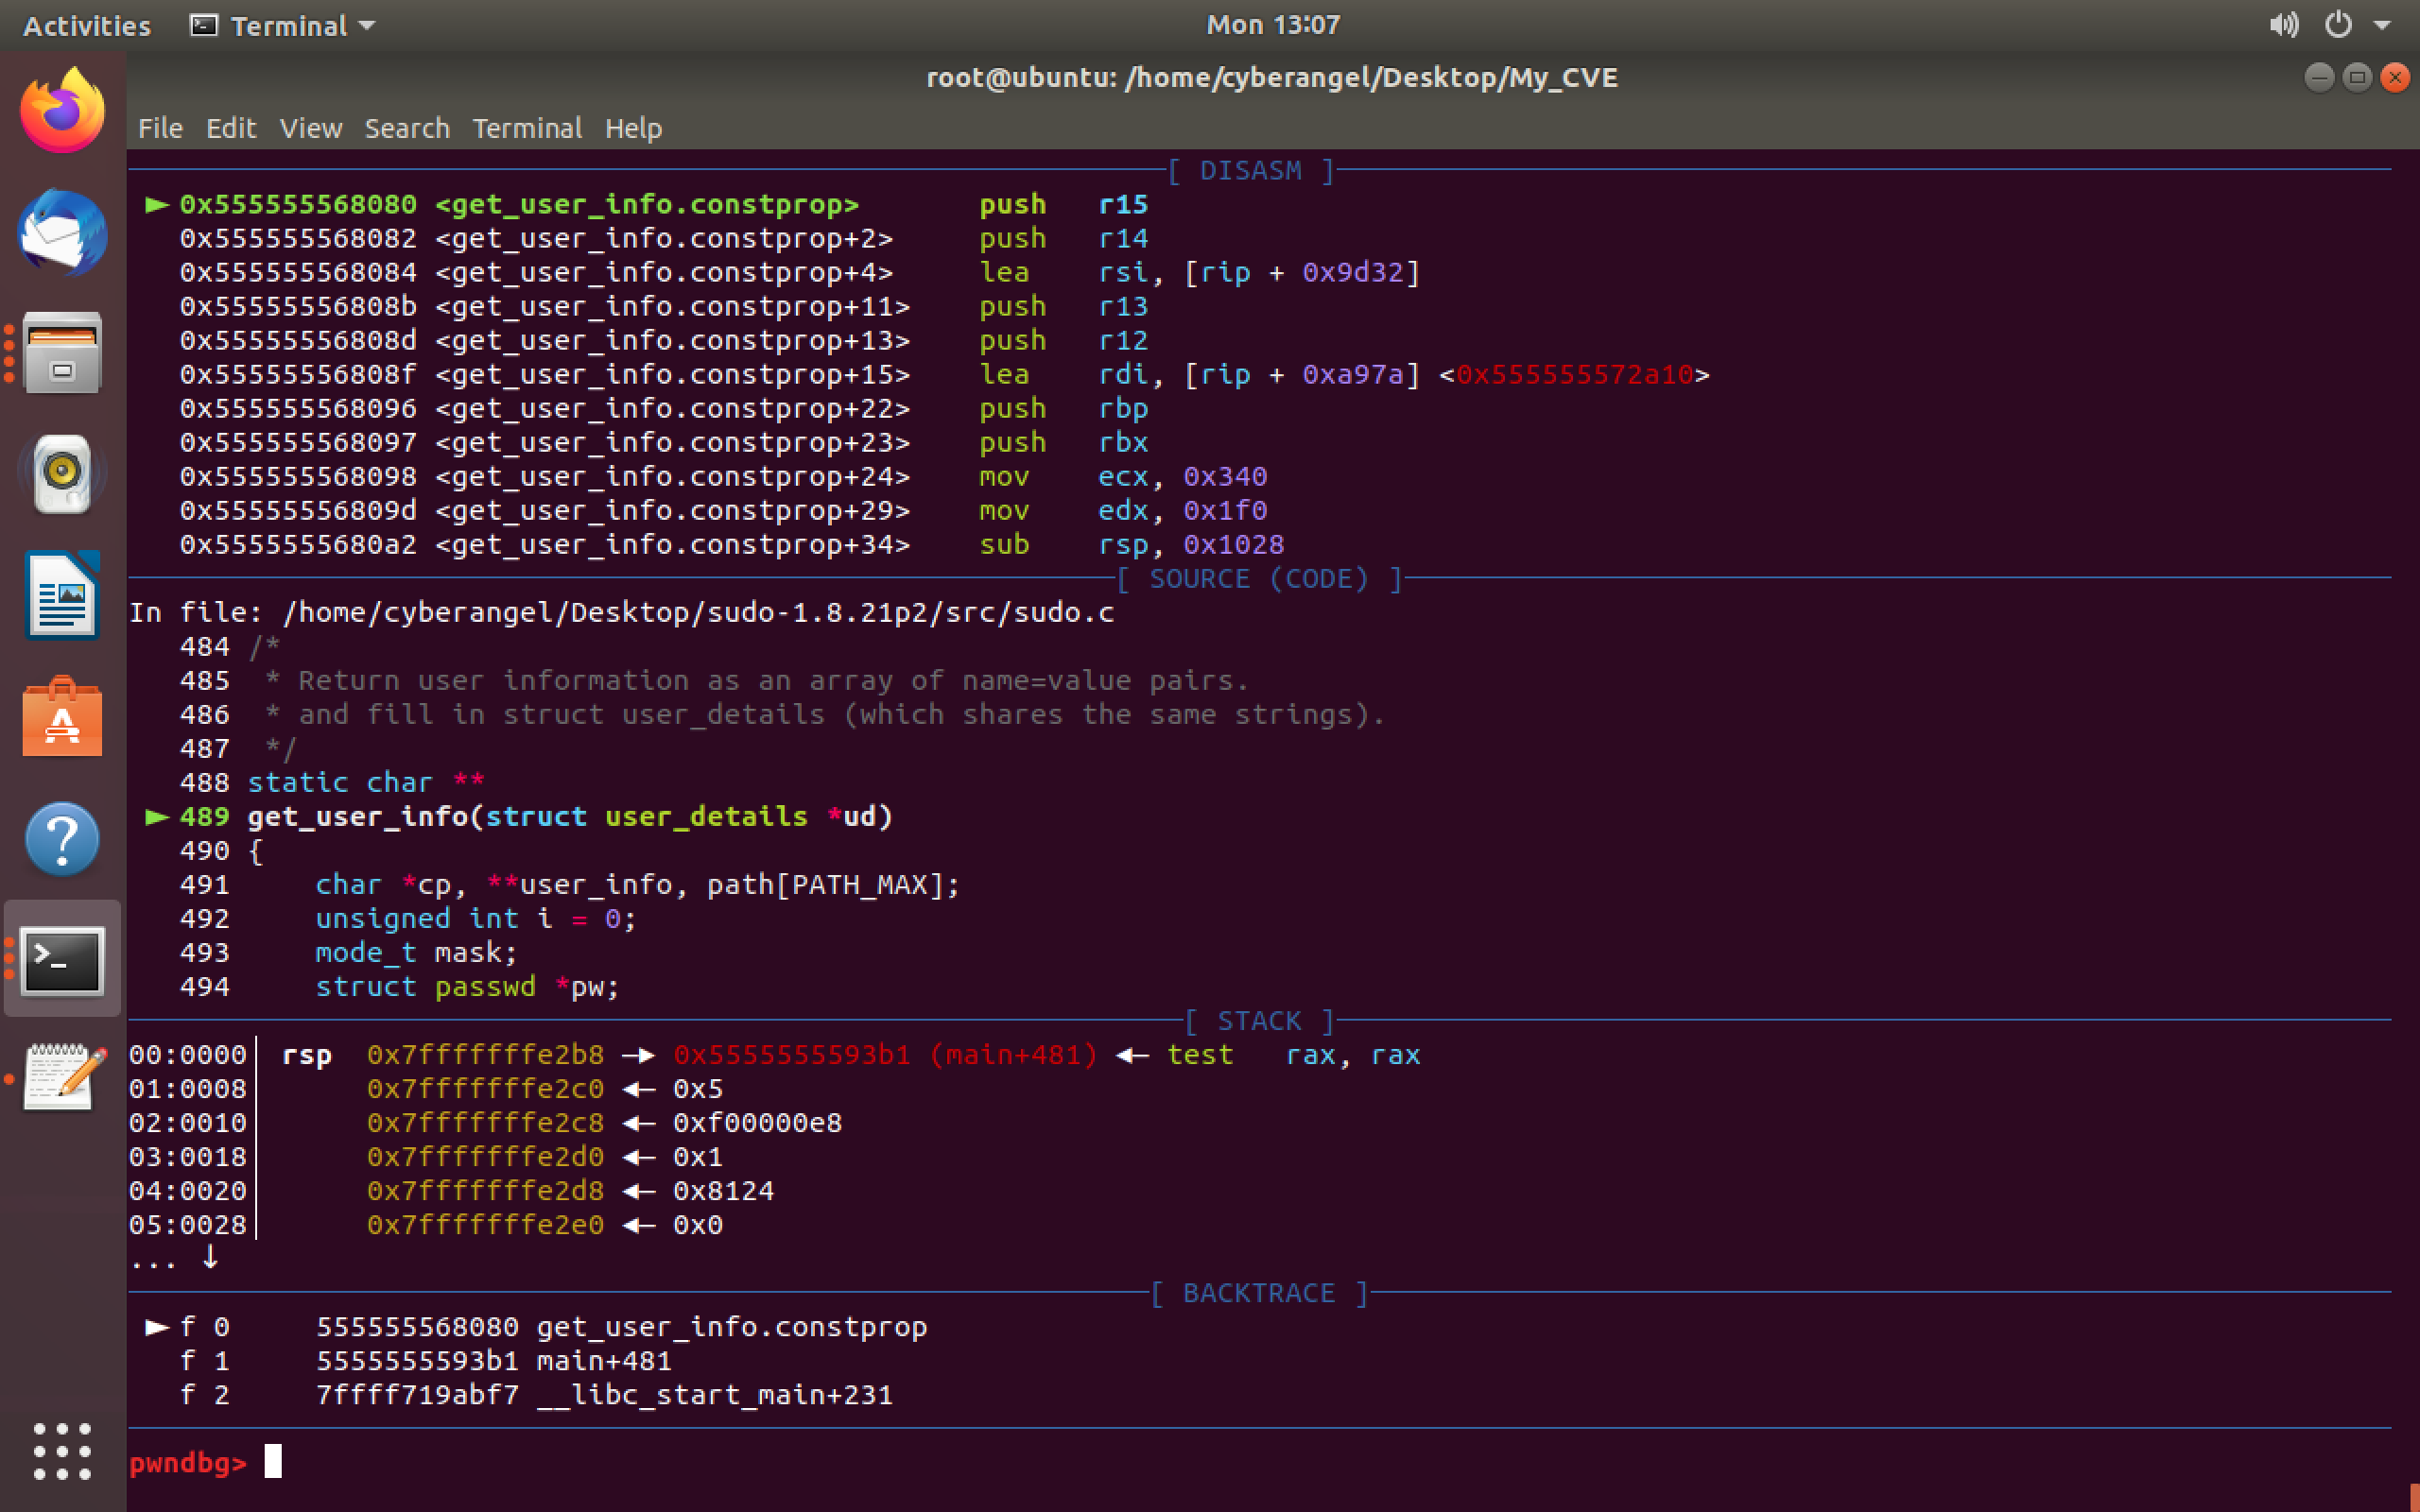 Activities Terminal Mon 13:07
root@ubuntu: /home/cyberangel/Desktop/My_CVE
File Edit View Search Terminal Help
[ DISASM ]
► 0x555555568080 <get_user_info.constprop> push r15
0x555555568082 <get_user_info.constprop+2> push r14
0x555555568084 <get_user_info.constprop+4> lea rsi, [rip + 0x9d32]
0x55555556808b <get_user_info.constprop+11> push r13
0x55555556808d <get_user_info.constprop+13> push r12
0x55555556808f <get_user_info.constprop+15> lea rdi, [rip + 0xa97a] <0x555555572a10>
0x555555568096 <get_user_info.constprop+22> push rbp
0x555555568097 <get_user_info.constprop+23> push rbx
0x555555568098 <get_user_info.constprop+24> mov ecx, 0x340
0x55555556809d <get_user_info.constprop+29> mov edx, 0x1f0
0x5555555680a2 <get_user_info.constprop+34> sub rsp, 0x1028
[ SOURCE (CODE) ]
In file: /home/cyberangel/Desktop/sudo-1.8.21p2/src/sudo.c
484 /*
485 * Return user information as an array of name=value pairs.
486 * and fill in struct user_details (which shares the same strings).
487 */
488 static char **
► 489 get_user_info(struct user_details *ud)
490 {
491 char *cp, **user_info, path[PATH_MAX];
492 unsigned int i = 0;
493 mode_t mask;
494 struct passwd *pw;
[ STACK ]
00:0000│ rsp 0x7fffffffe2b8 —▸ 0x5555555593b1 (main+481) ◂— test rax, rax
01:0008│ 0x7fffffffe2c0 ◂— 0x5
02:0010│ 0x7fffffffe2c8 ◂— 0xf00000e8
03:0018│ 0x7fffffffe2d0 ◂— 0x1
04:0020│ 0x7fffffffe2d8 ◂— 0x8124
05:0028│ 0x7fffffffe2e0 ◂— 0x0
... ↓
[ BACKTRACE ]
► f 0 555555568080 get_user_info.constprop
f 1 5555555593b1 main+481
f 2 7ffff719abf7 __libc_start_main+231
pwndbg>